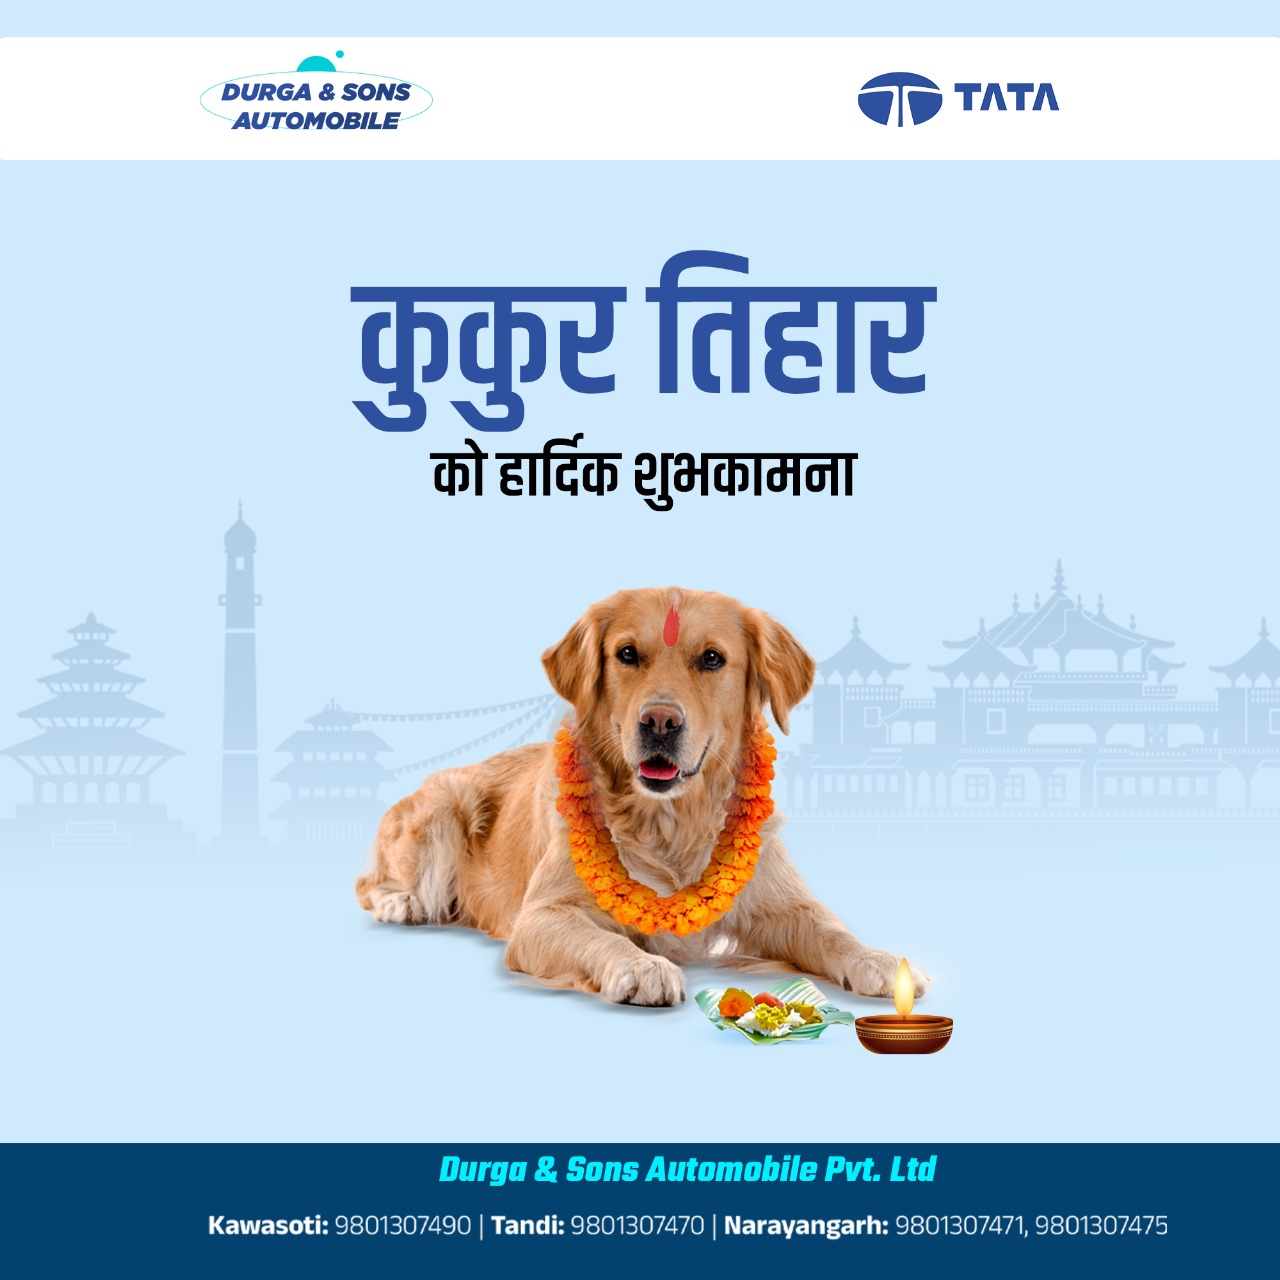 DURGA & SONS
AUTOMOBILE
TATA
कुकुर तिहार
को हार्दिक शुभकामना
Durga & Sons Automobile Pvt. Ltd
Kawasoti: 9801307490 | Tandi: 9801307470 | Narayangarh: 9801307471, 9801307475